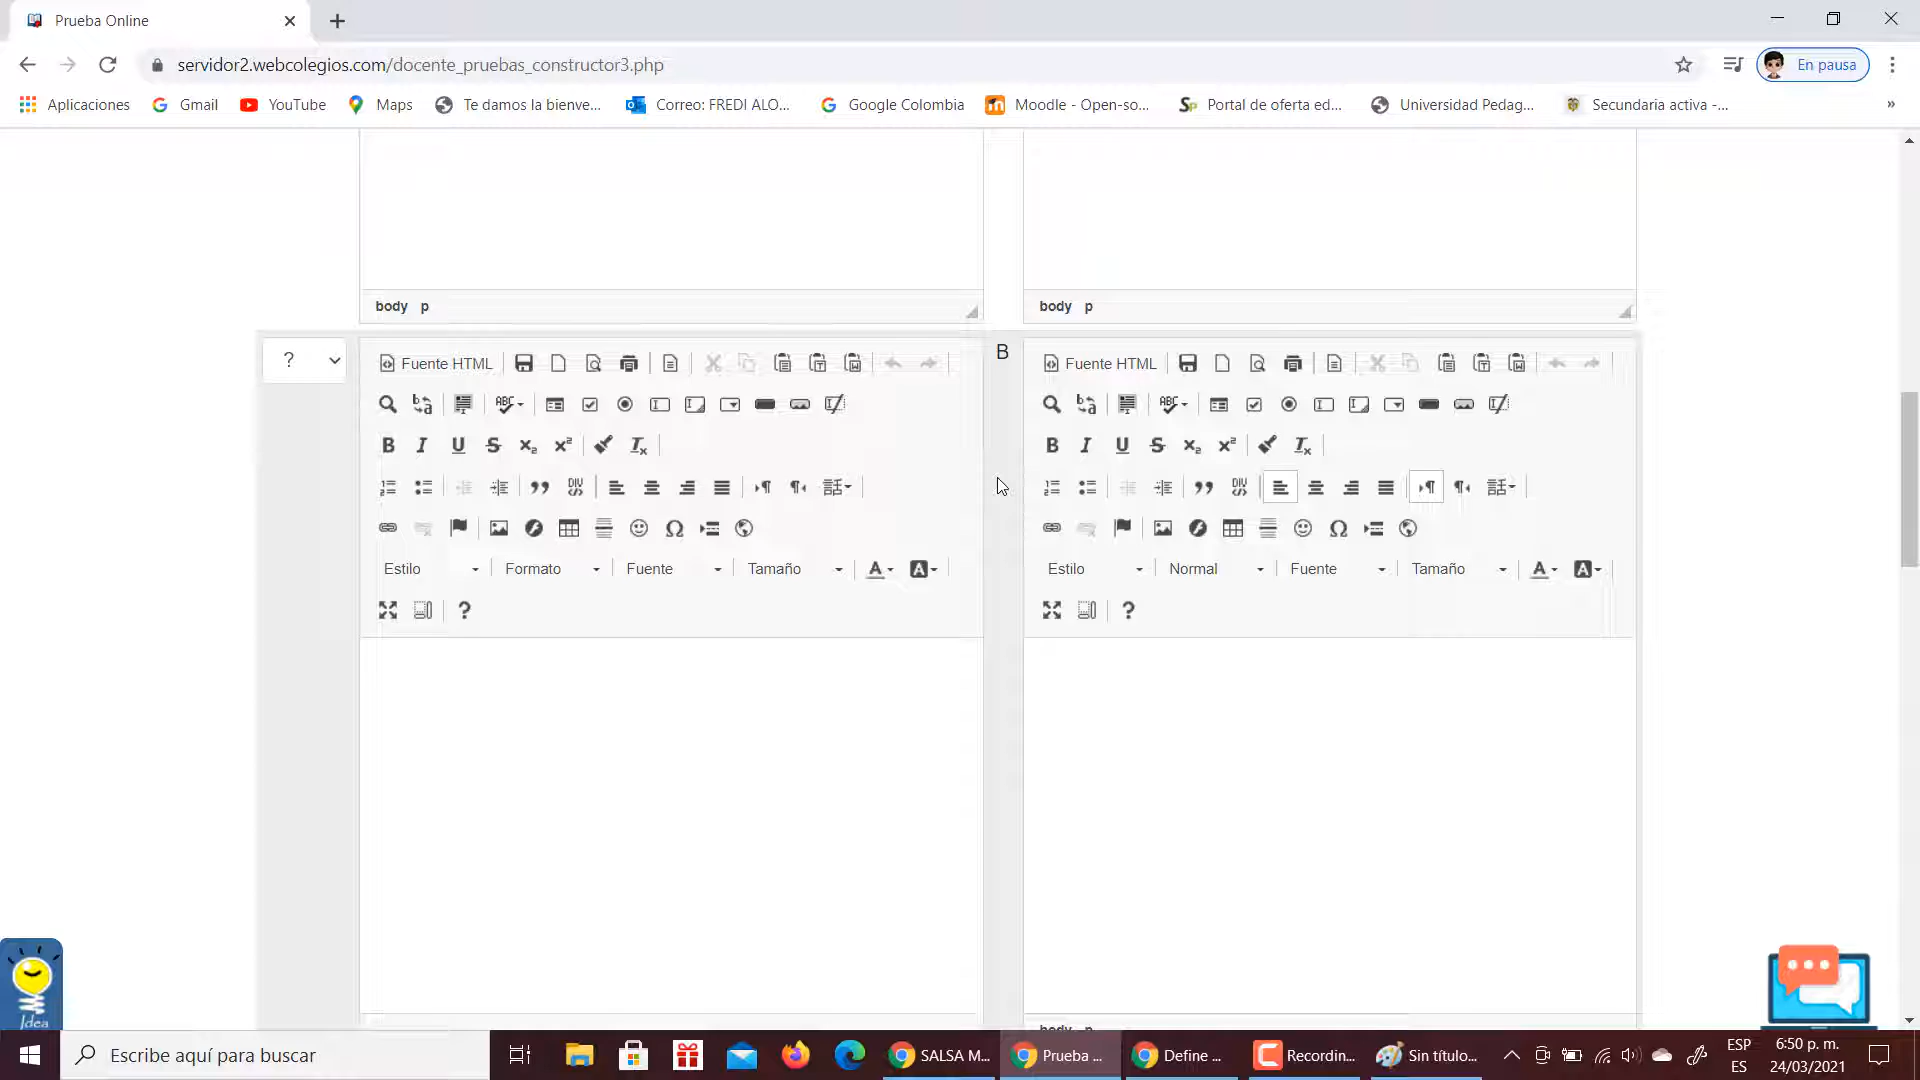 Prueba Online
servidor2.webcolegios.com/docente_pruebas_constructor3.php
En pausa
Aplicaciones
Gmail
YouTube
Maps
Te damos la bienve...
Correo: FREDI ALO...
Google Colombia
Moodle - Open-so...
Portal de oferta ed...
Universidad Pedag...
Secundaria activa -...
»
body p
body p
?
Fuente HTML
B
Fuente HTML
Estilo
Formato
Fuente
Tamaño
Estilo
Normal
Fuente
Tamaño
body p
Idea
Escribe aquí para buscar
SALSA M...
Prueba ...
Define ...
Recordin...
Sin título...
ESP
ES
6:50 p. m.
24/03/2021